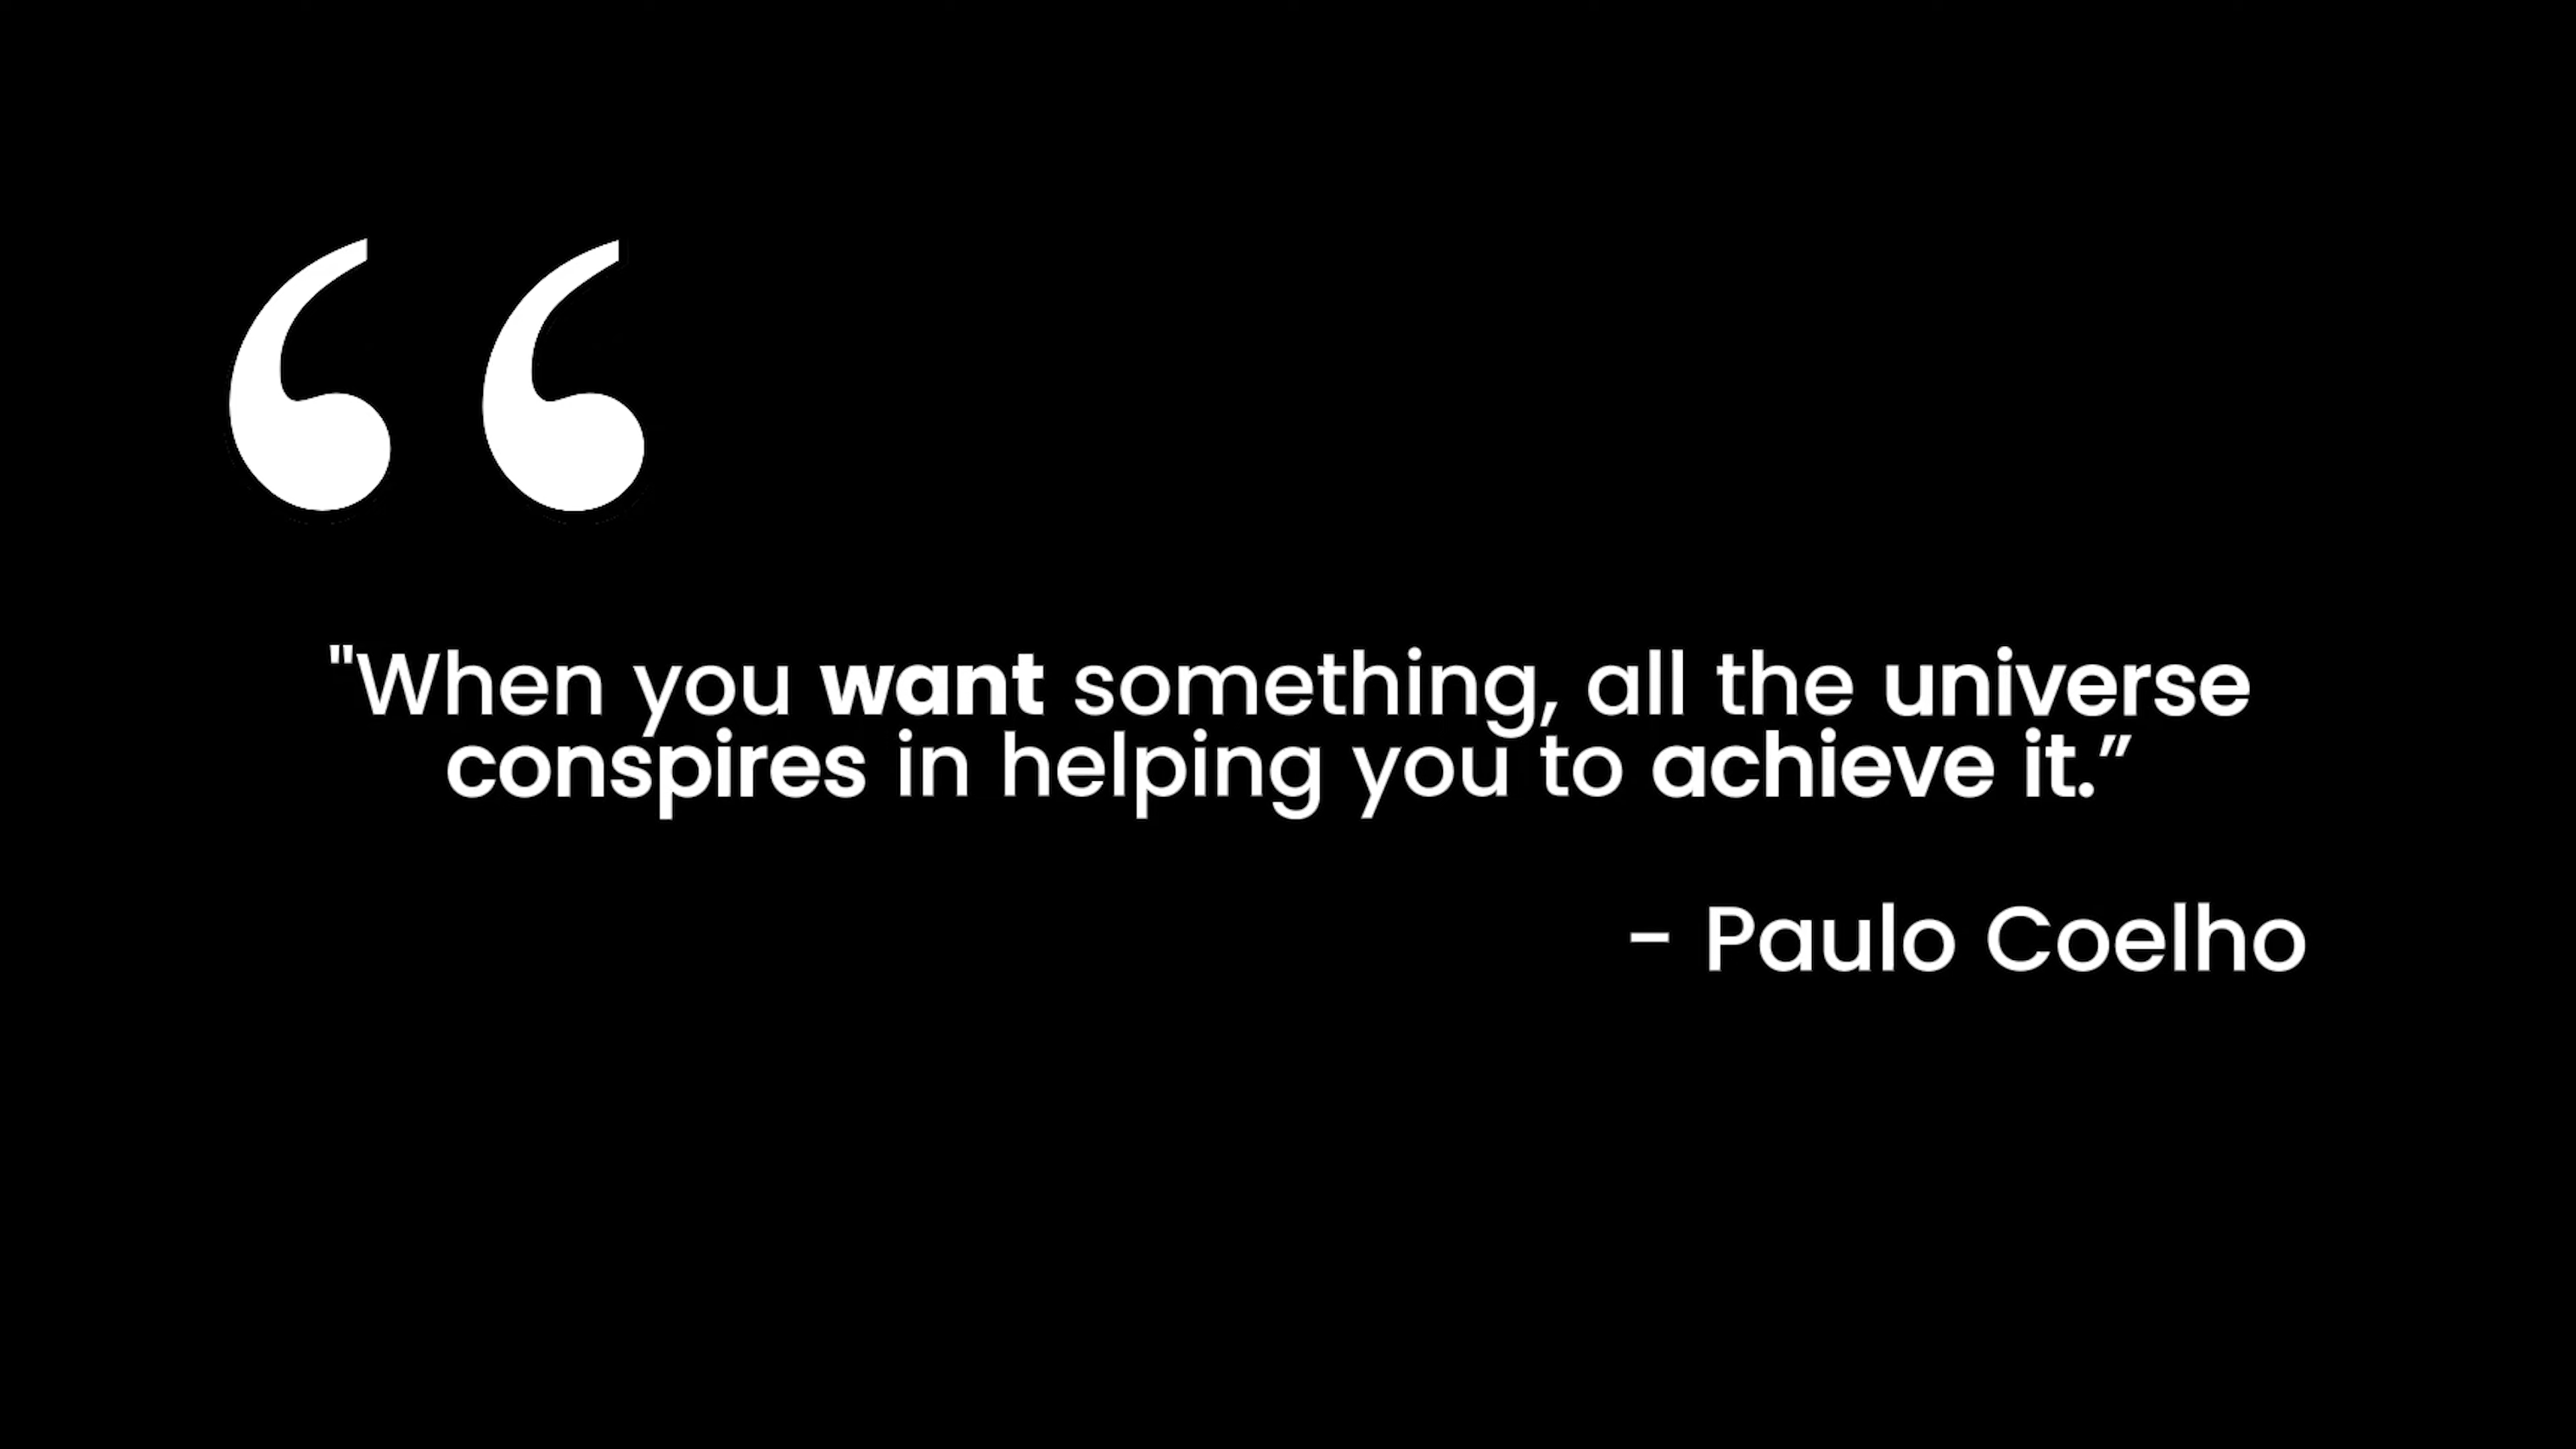 "When you want something, all the universe
conspires in helping you to achieve it.”
- Paulo Coelho